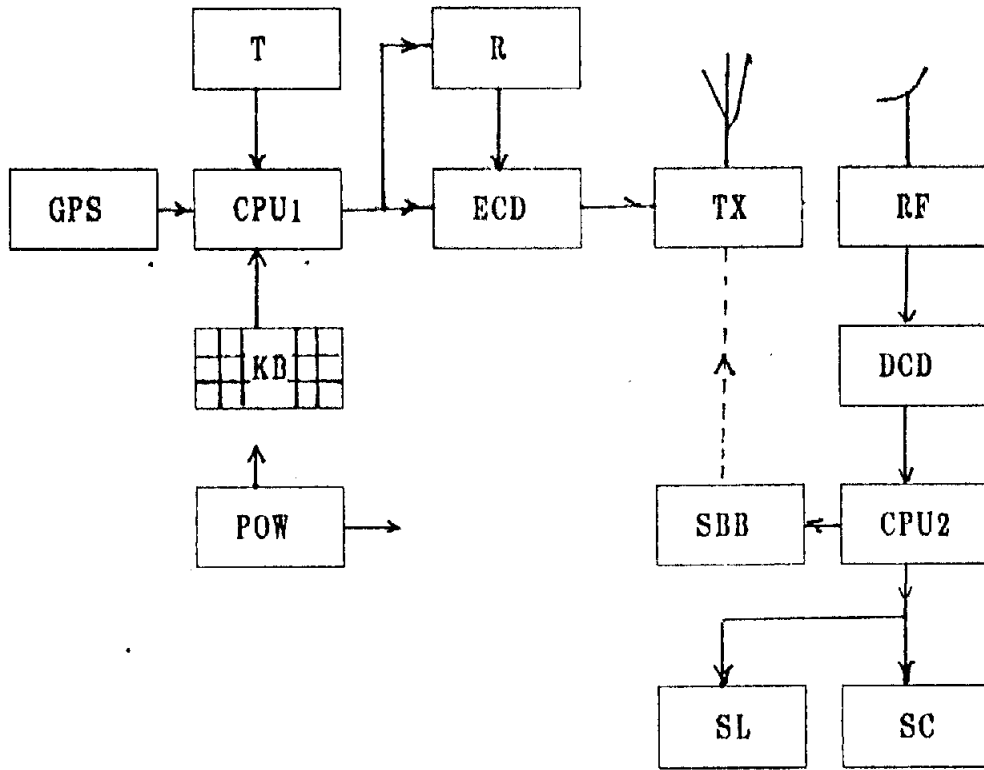 T
R
GPS
CPU1
ECD
TX
RF
KB
DCD
POW
SBB
CPU2
SL
SC